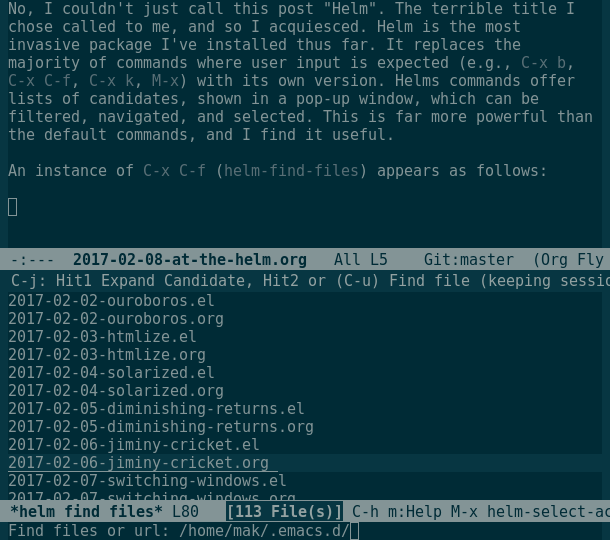 No, I couldn't just call this post "Helm". The terrible title I
chose called to me, and so I acquiesced. Helm is the most
invasive package I've installed thus far. It replaces the
majority of commands where user input is expected (e.g., C-x b,
C-x C-f, C-x k, M-x) with its own version. Helms commands offer
lists of candidates, shown in a pop-up window, which can be
filtered, navigated, and selected. This is far more powerful than
the default commands, and I find it useful.
An instance of C-x C-f (helm-find-files) appears as follows:
-:--- 2017-02-08-at-the-helm.org All L5 Git:master (Org Fly
C-j: Hit1 Expand Candidate, Hit2 or (C-u) Find file (keeping sessio
2017-02-02-ouroboros.el
2017-02-02-ouroboros.org
2017-02-03-htmlize.el
2017-02-03-htmlize.org
2017-02-04-solarized.el
2017-02-04-solarized.org
2017-02-05-diminishing-returns.el
2017-02-05-diminishing-returns.org
2017-02-06-jiminy-cricket.el
2017-02-06-jiminy-cricket.org
2017-02-07-switching-windows.el
2017-02-07-switching-windows.org
*helm find files* L80 [113 File(s)] C-h m:Help M-x helm-select-ac
Find files or url: /home/mak/.emacs.d/